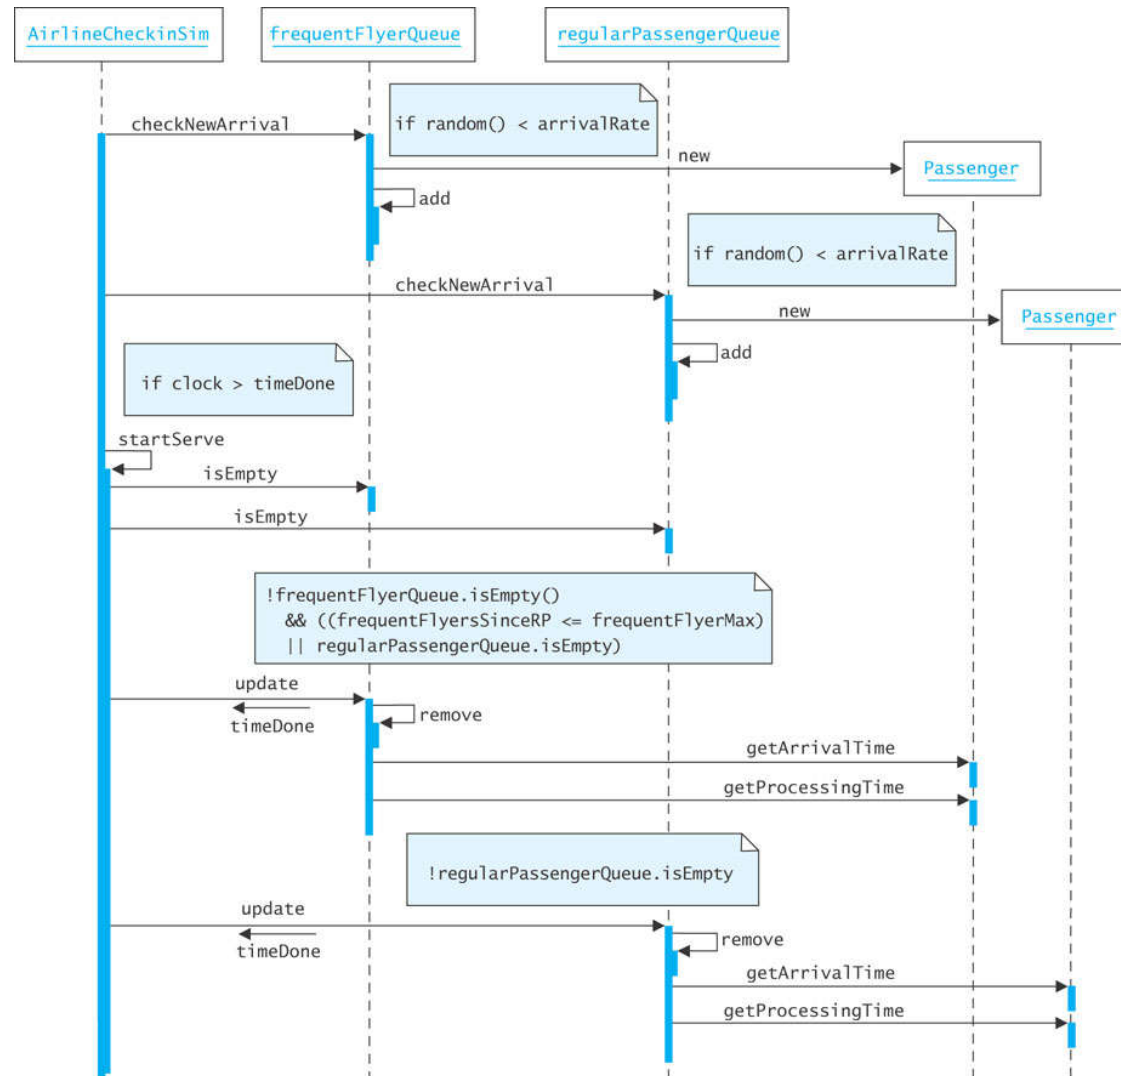 AirlineCheckinSim
frequentFlyerQueue
regularPassengerQueue
checkNewArrival
if random() < arrivalRate
new
Passenger
add
if random() < arrivalRate
checkNewArrival
new
Passenger
add
if clock > timeDone
startServe
isEmpty
isEmpty
!frequentFlyerQueue.isEmpty()
&& ((frequentFlyersSinceRP <= frequentFlyerMax)
|| regularPassengerQueue.isEmpty)
update
timeDone
remove
getArrivalTime
getProcessingTime
!regularPassengerQueue.isEmpty
update
timeDone
remove
getArrivalTime
getProcessingTime